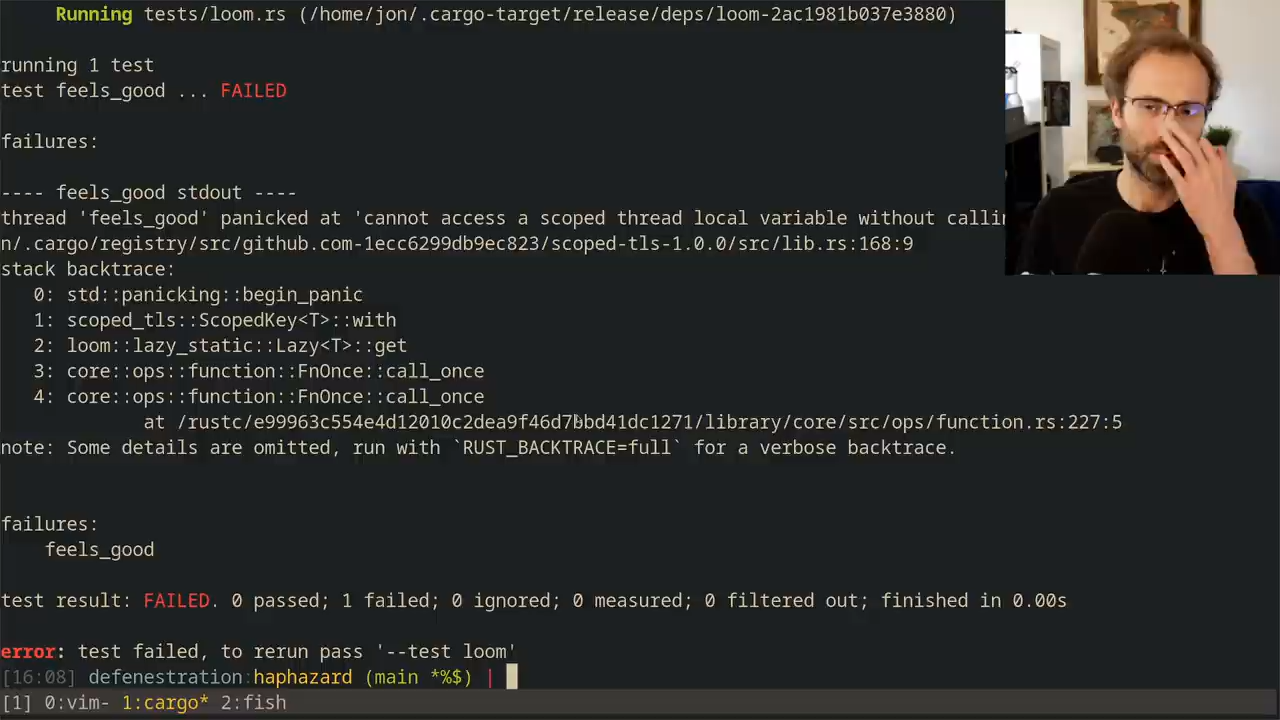 Running tests/loom.rs (/home/jon/.cargo-target/release/deps/loom-2ac1981b037e3880)
running 1 test
test feels_good ... FAILED
failures:
---- feels_good stdout ----
thread 'feels_good' panicked at 'cannot access a scoped thread local variable without callin
n/.cargo/registry/src/github.com-1ecc6299db9ec823/scoped-tls-1.0.0/src/lib.rs:168:9
stack backtrace:
0: std::panicking::begin_panic
1: scoped_tls::ScopedKey<T>::with
2: loom::lazy_static::Lazy<T>::get
3: core::ops::function::FnOnce::call_once
4: core::ops::function::FnOnce::call_once
at /rustc/e99963c554e4d12010c2dea9f46d7bbd41dc1271/library/core/src/ops/function.rs:227:5
note: Some details are omitted, run with `RUST_BACKTRACE=full` for a verbose backtrace.
failures:
feels_good
test result: FAILED. 0 passed; 1 failed; 0 ignored; 0 measured; 0 filtered out; finished in 0.00s
error: test failed, to rerun pass '--test loom'
[16:08] defenestration:haphazard (main *%$) |
[1] 0:vim- 1:cargo* 2:fish